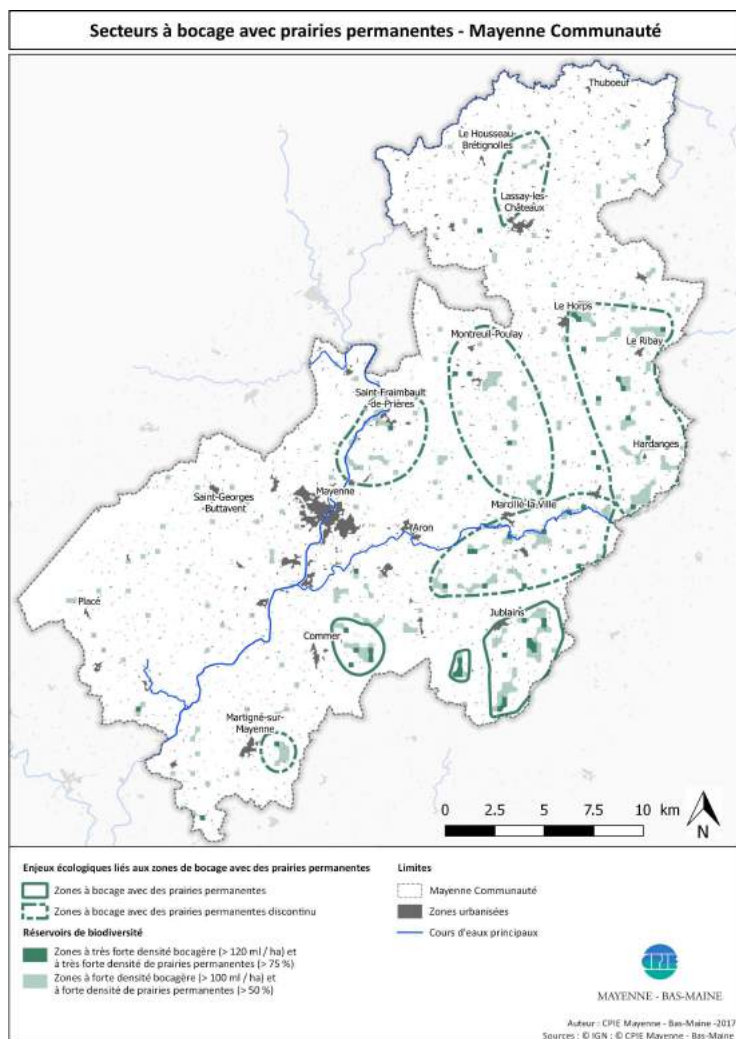 Secteurs à bocage avec prairies permanentes - Mayenne Communauté
Thuboeuf
Le Housseau-
Brétignolles
Lassay-les-
Châteaux
Le Horps
Montreuil-Poulay
Le Ribay
Saint-Fraimbault
-de-Prières
Hardanges
Saint-Georges
-Buttavent
Mayenne
Marcillé-la-Ville
Aron
Placé
Jublains
Commer
Martigné-sur-
Mayenne
0 2.5 5 7.5 10 km
N
Enjeux écologiques liés aux zones de bocage avec des prairies permanentes
Zones à bocage avec des prairies permanentes
Zones à bocage avec des prairies permanentes discontinu
Réservoirs de biodiversité
Zones à très forte densité bocagère (> 120 ml / ha) et
à très forte densité de prairies permanentes (> 75 %)
Zones à forte densité bocagère (> 100 ml / ha) et
à forte densité de prairies permanentes (> 50 %)
Limites
Mayenne Communauté
Zones urbanisées
Cours d'eaux principaux
CPIE
MAYENNE - BAS-MAINE
Auteur : CPIE Mayenne - Bas-Maine -2017
Sources : © IGN ; © CPIE Mayenne - Bas-Maine